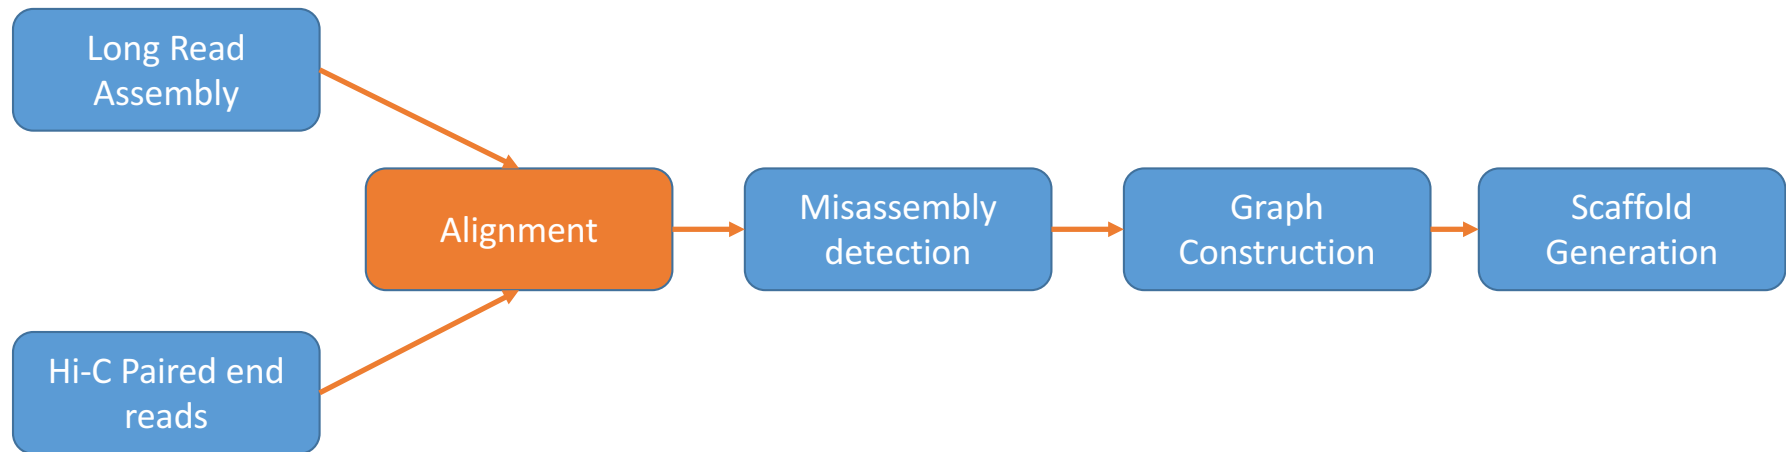 Long Read
Assembly
Hi-C Paired end
reads
Alignment
Misassembly
detection
Graph
Construction
Scaffold
Generation